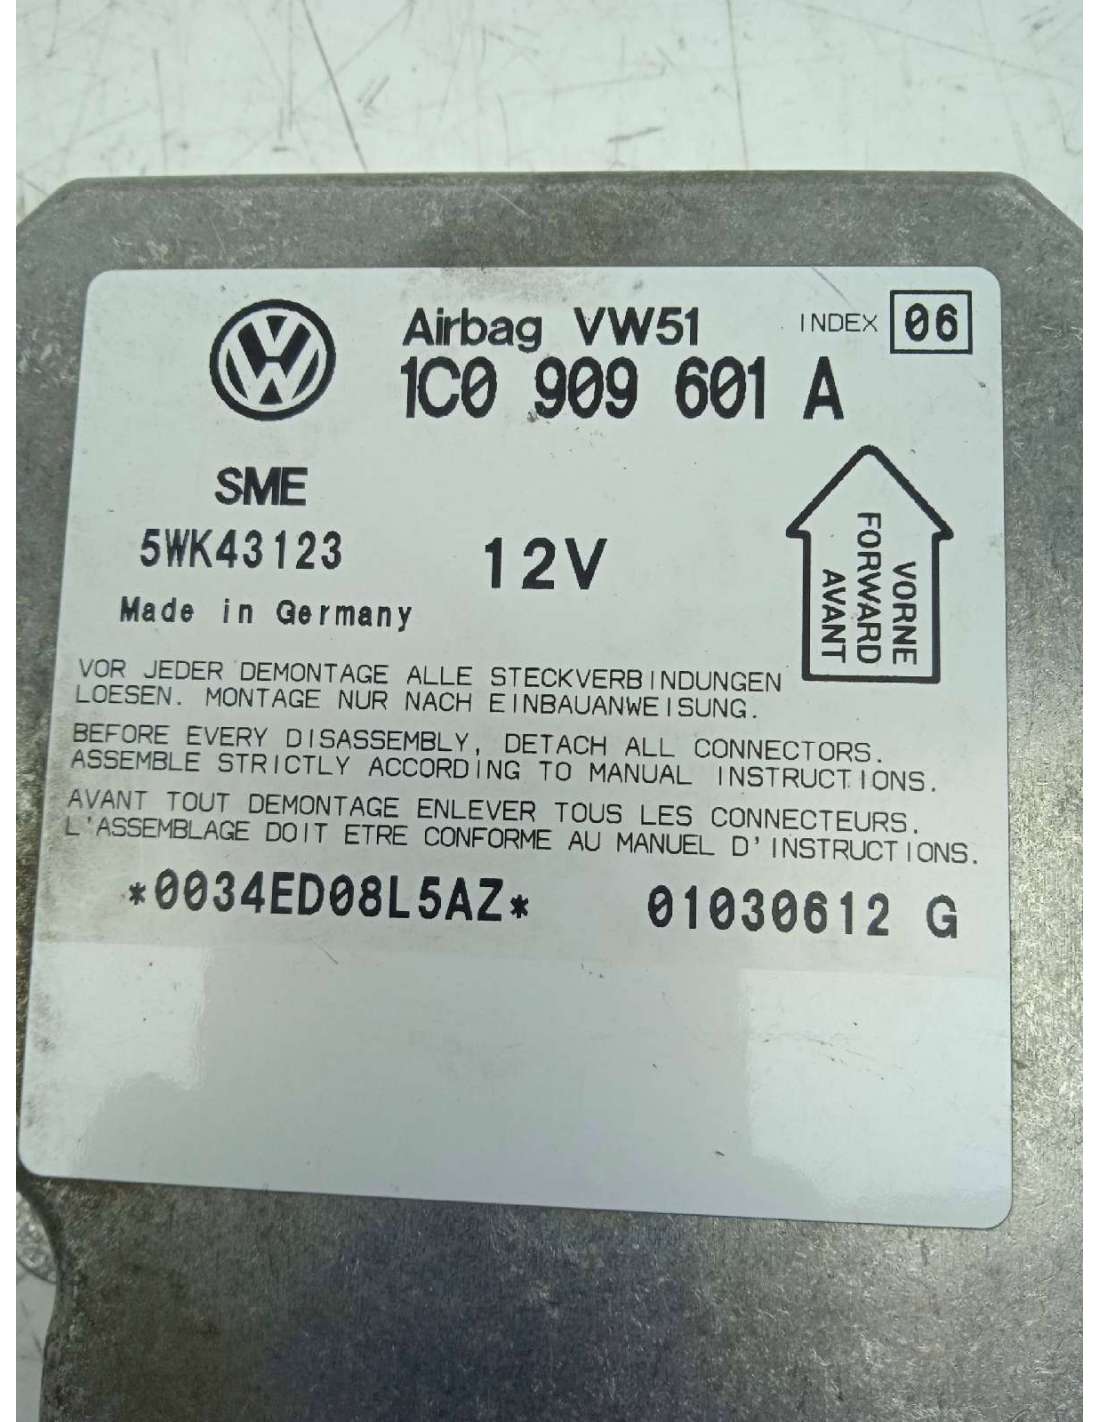 Airbag VW51 INDEX 06
1C0 909 601 A
SME
5WK43123 12V
Made in Germany
VORNE
FORWARD
AVANT
VOR JEDER DEMONTAGE ALLE STECKVERBINDUNGEN
LOESEN. MONTAGE NUR NACH EINBAUANWEISUNG.
BEFORE EVERY DISASSEMBLY, DETACH ALL CONNECTORS.
ASSEMBLE STRICTLY ACCORDING TO MANUAL INSTRUCTIONS.
AVANT TOUT DEMONTAGE ENLEVER TOUS LES CONNECTEURS.
L'ASSEMBLAGE DOIT ETRE CONFORME AU MANUEL D'INSTRUCTIONS.
*0034ED08L5AZ* 01030612 G